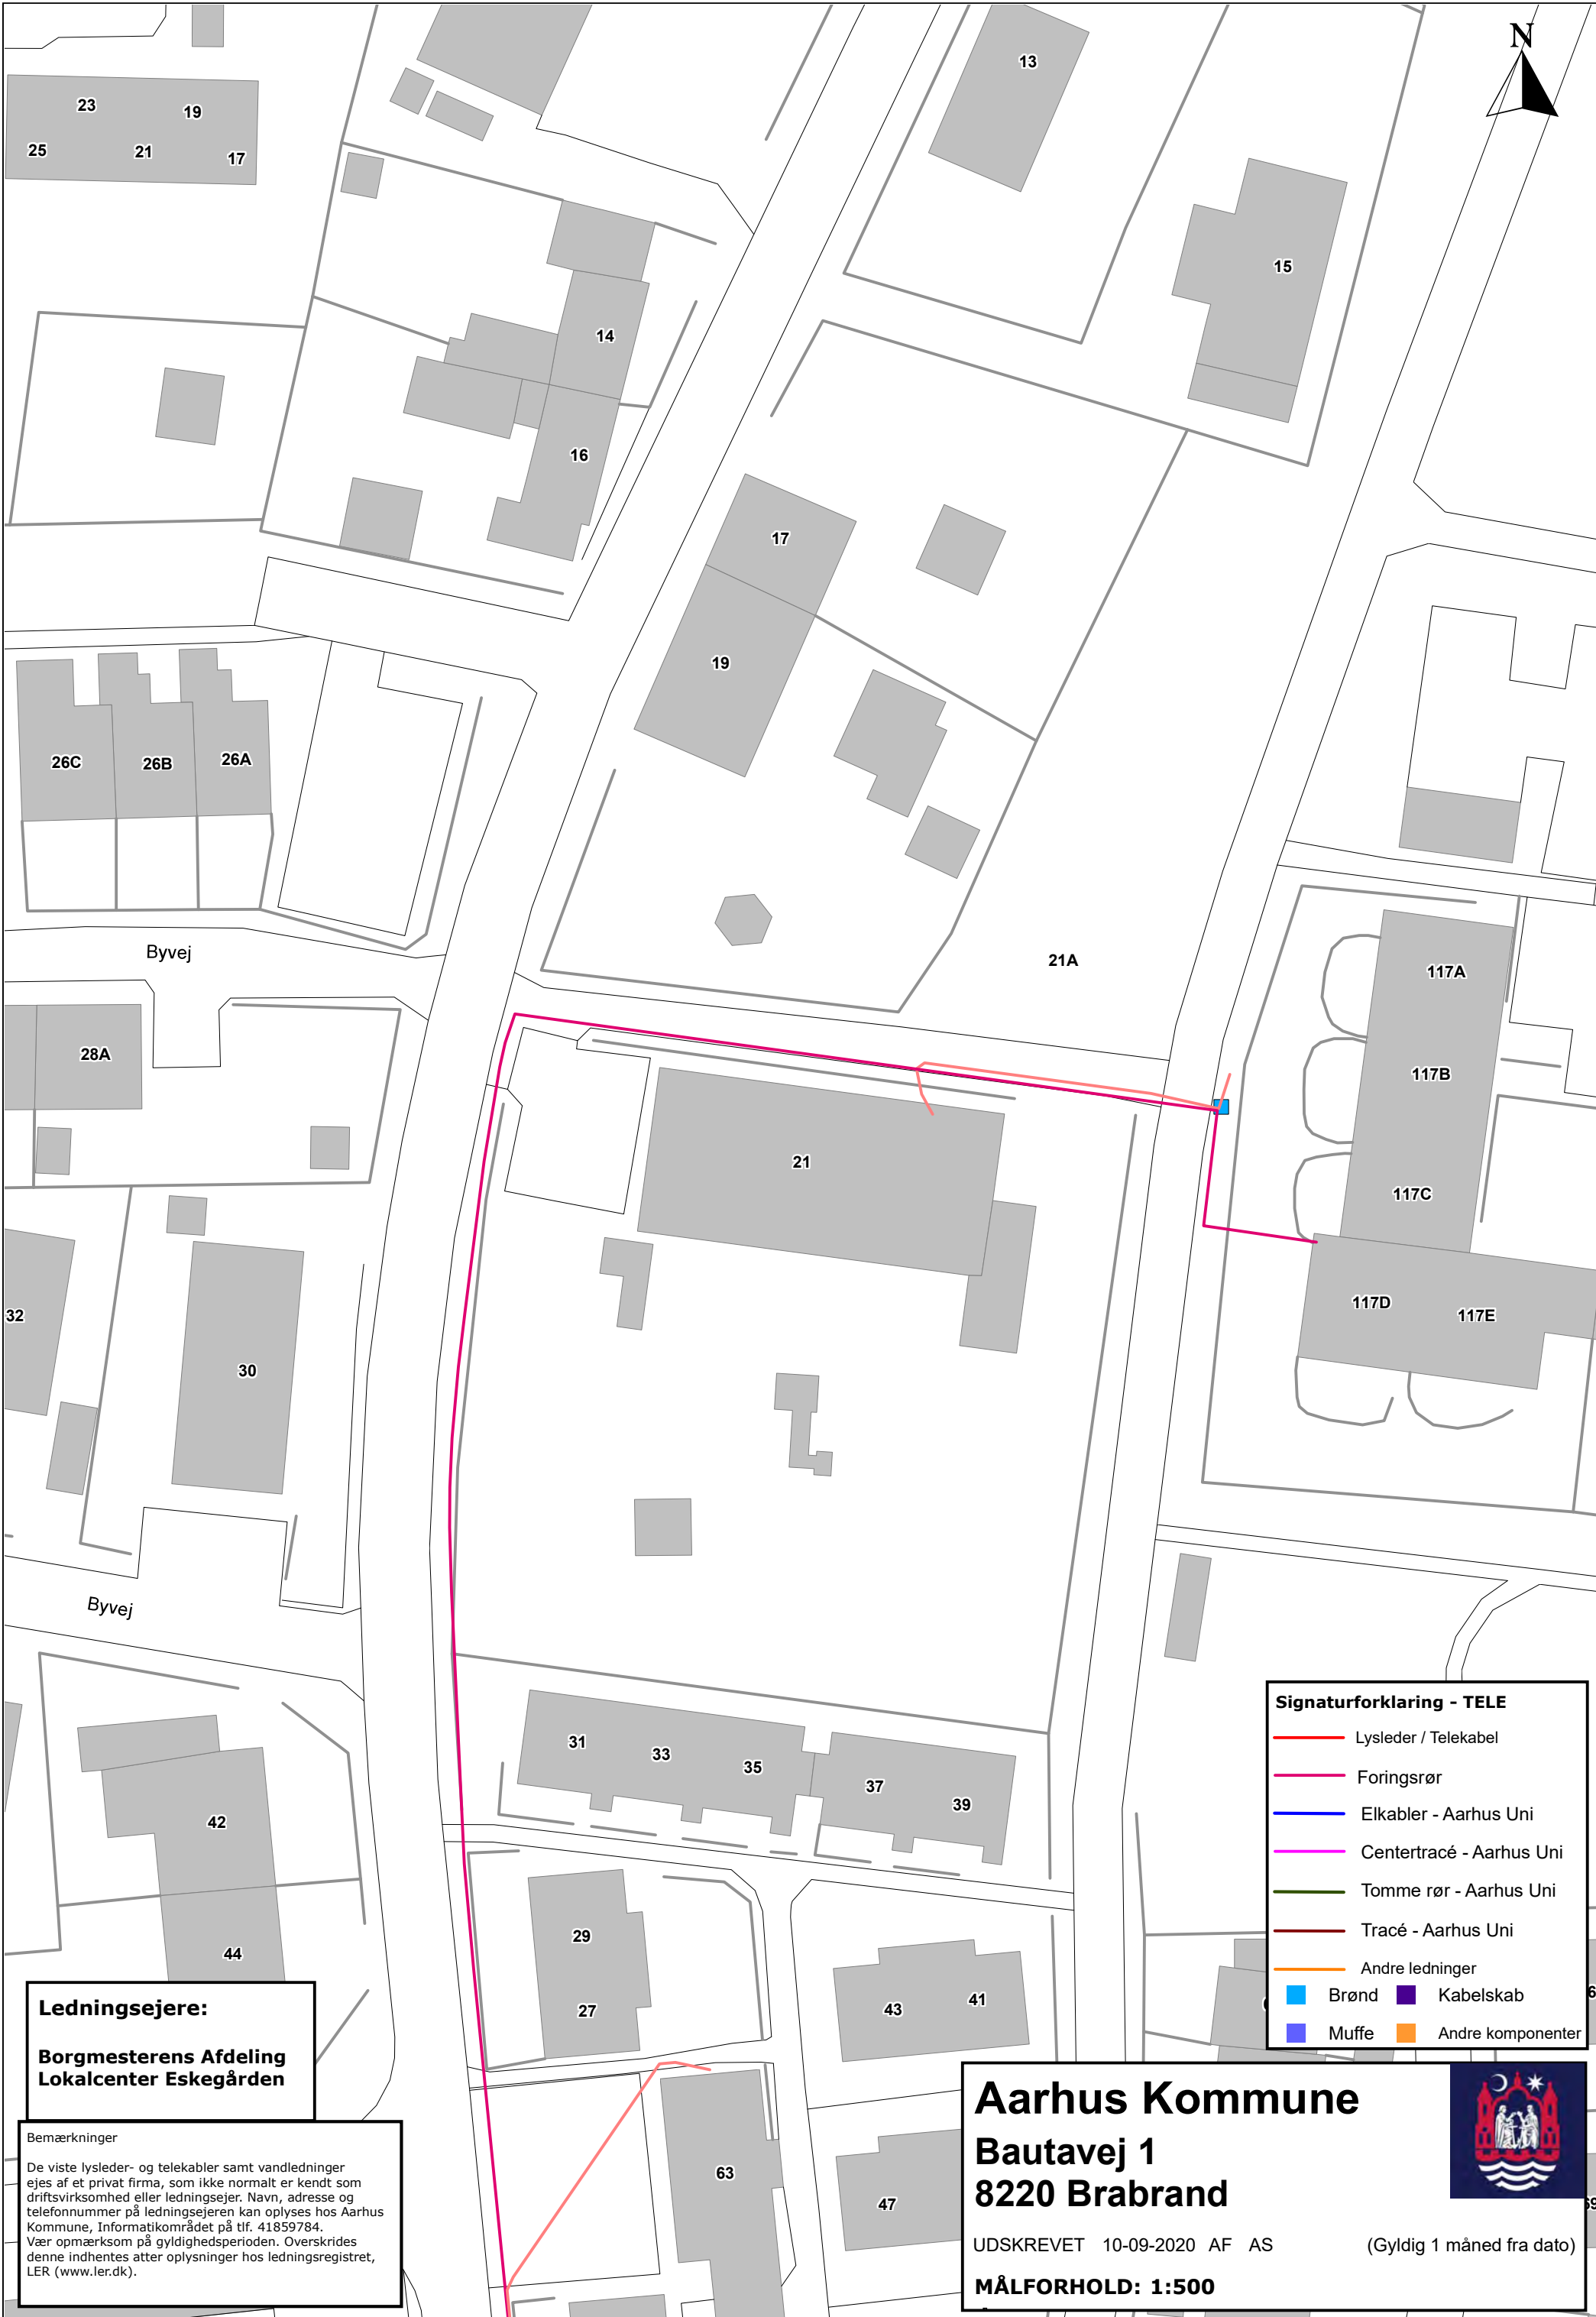 N
13
23
19
25
21
17
15
14
16
17
19
26C
26B
26A
Byvej
21A
117A
28A
117B
21
117C
117D
117E
32
30
Byvej
31
33
35
37
39
42
44
29
27
43
41
63
47
Signaturforklaring - TELE
Lysleder / Telekabel
Foringsrør
Elkabler - Aarhus Uni
Centertracé - Aarhus Uni
Tomme rør - Aarhus Uni
Tracé - Aarhus Uni
Andre ledninger
Brønd
Kabelskab
Muffe
Andre komponenter
Ledningsejere:
Borgmesterens Afdeling
Lokalcenter Eskegården
Bemærkninger
De viste lysleder- og telekabler samt vandledninger
ejes af et privat firma, som ikke normalt er kendt som
driftsvirksomhed eller ledningsejer. Navn, adresse og
telefonnummer på ledningsejeren kan oplyses hos Aarhus
Kommune, Informatikområdet på tlf. 41859784.
Vær opmærksom på gyldighedsperioden. Overskrides
denne indhentes atter oplysninger hos ledningsregistret,
LER (www.ler.dk).
Aarhus Kommune
Bautavej 1
8220 Brabrand
UDSKREVET 10-09-2020 AF AS (Gyldig 1 måned fra dato)
MÅLFORHOLD: 1:500